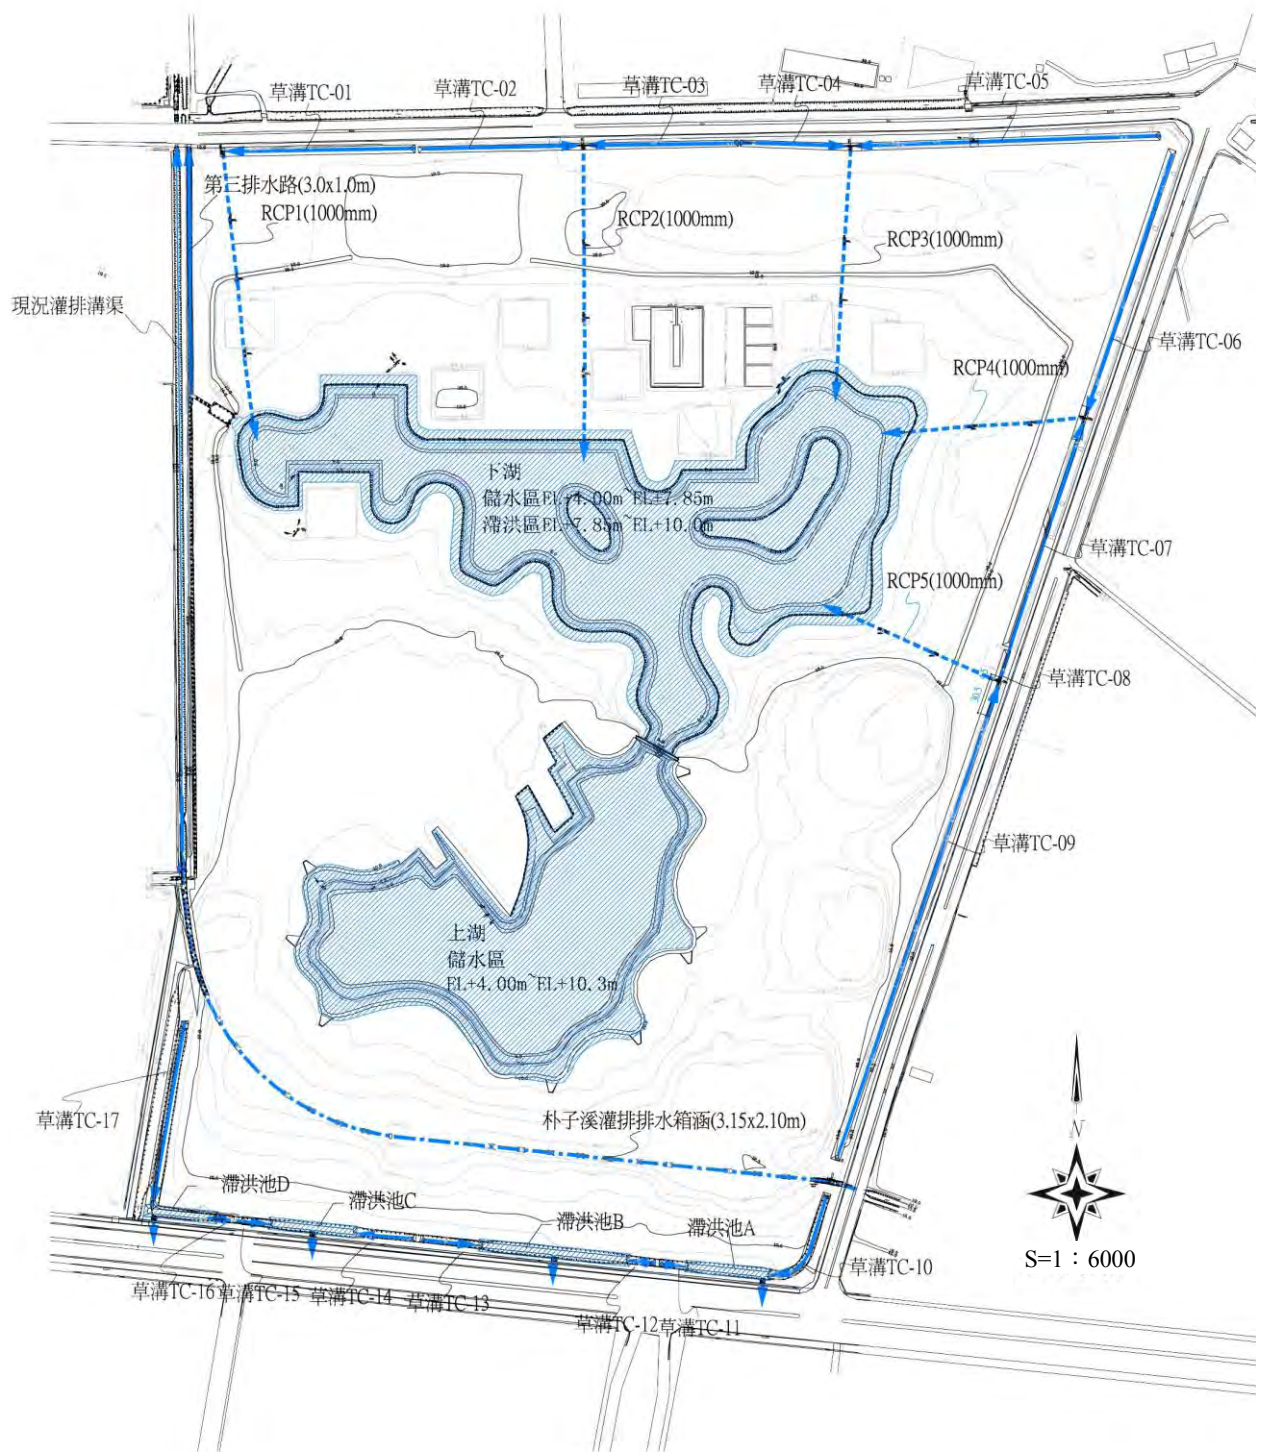 草溝TC-01
草溝TC-02
草溝TC-03
草溝TC-04
草溝TC-05
第三排水路(3.0x1.0m)
RCP1(1000mm)
RCP2(1000mm)
RCP3(1000mm)
現況灌排溝渠
草溝TC-06
RCP4(1000mm)
下湖
儲水區EL+4.00m~EL+7.85m
滯洪區EL+7.85m~EL+10.0m
草溝TC-07
RCP5(1000mm)
草溝TC-08
草溝TC-09
上湖
儲水區
EL+4.00m~EL+10.3m
草溝TC-17
朴子溪灌排排水箱涵(3.15x2.10m)
N
滯洪池D
滯洪池C
滯洪池B
滯洪池A
S=1：6000
草溝TC-10
草溝TC-16
草溝TC-15
草溝TC-14
草溝TC-13
草溝TC-12
草溝TC-11